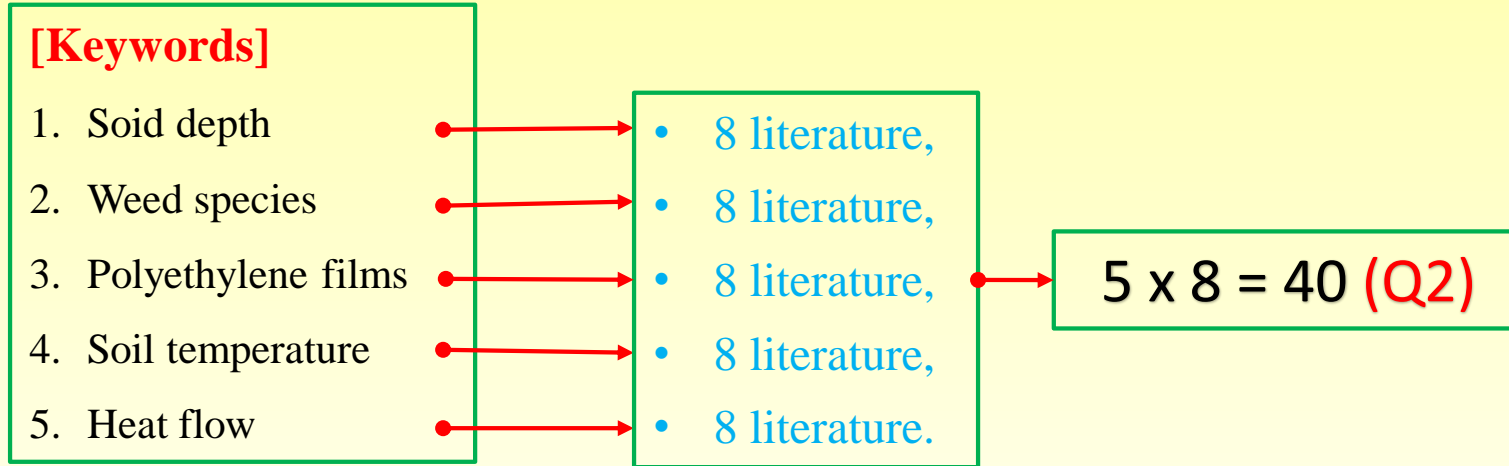 [Keywords]
1. Soid depth
2. Weed species
3. Polyethylene films
4. Soil temperature
5. Heat flow
• 8 literature,
• 8 literature,
• 8 literature,
• 8 literature,
• 8 literature.
5 x 8 = 40 (Q2)